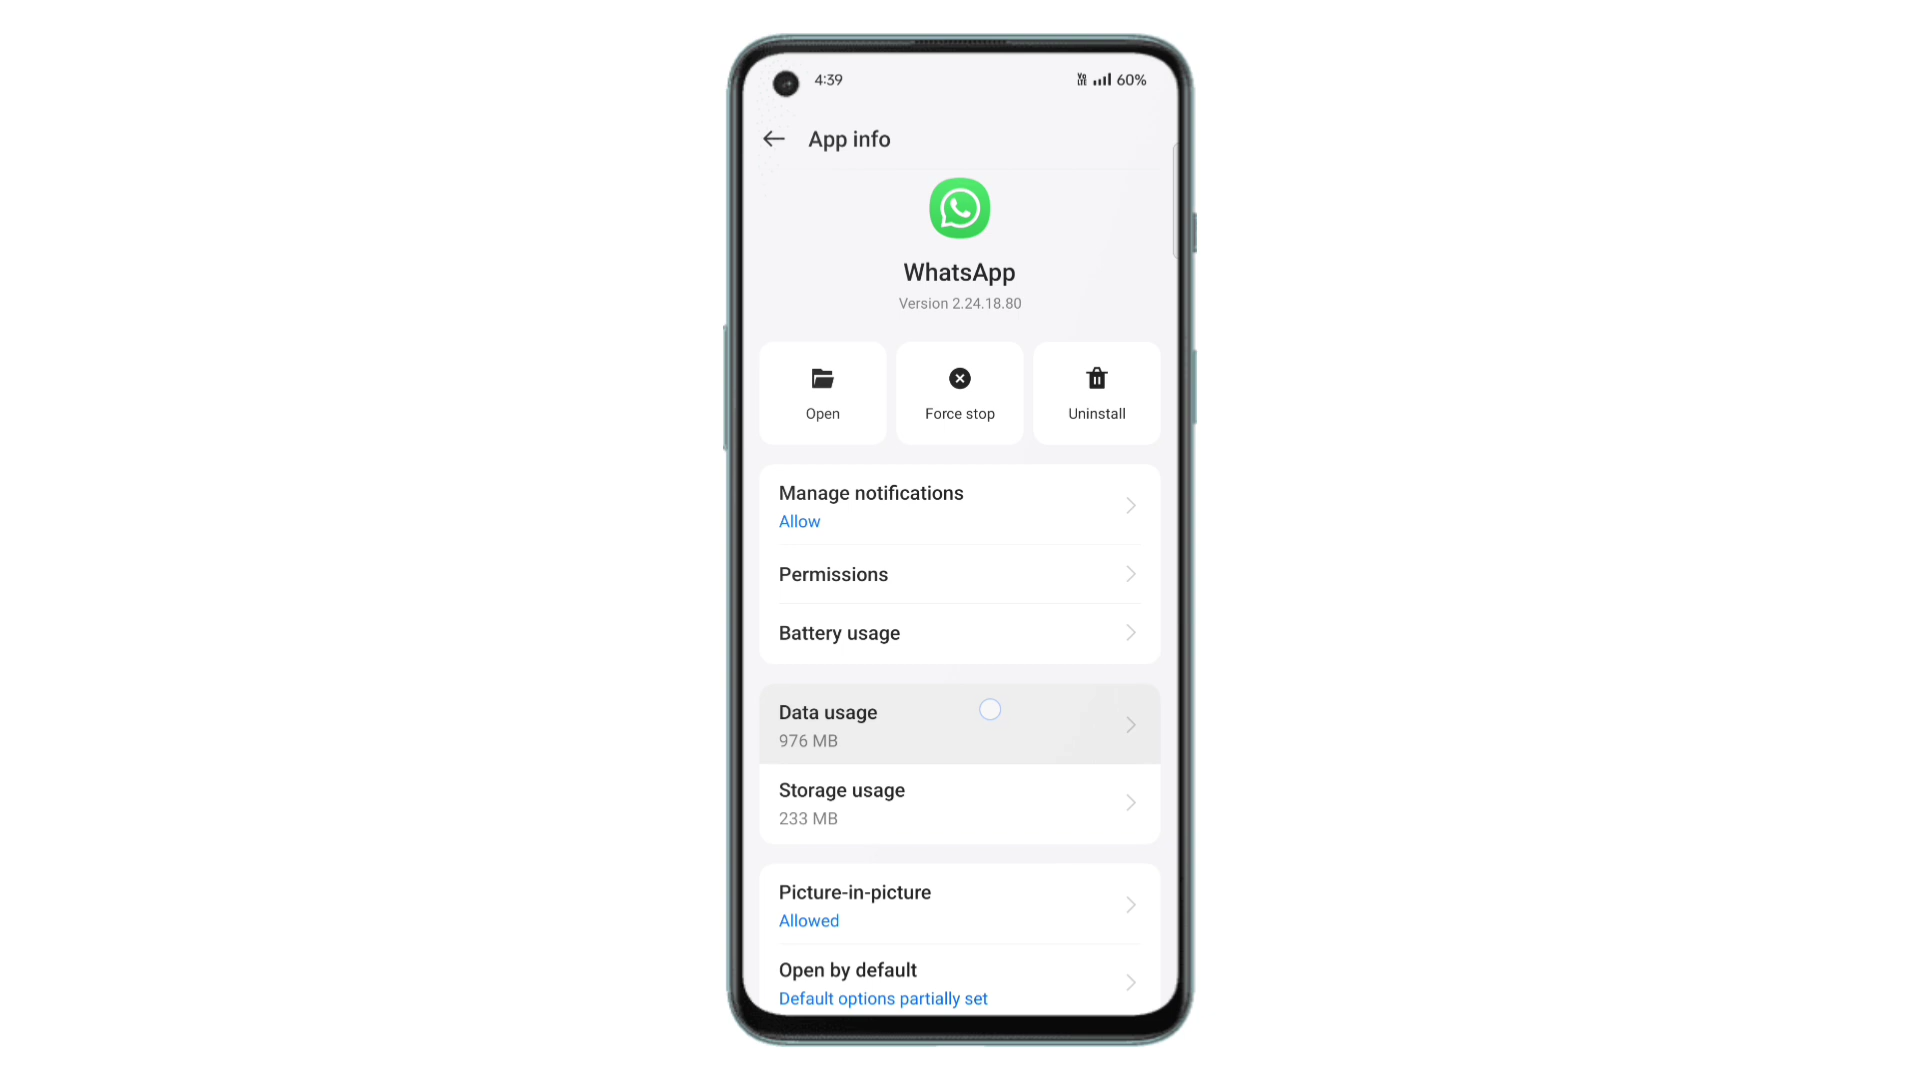 4:39
60%
App info
WhatsApp
Version 2.24.18.80
Open
Force stop
Uninstall
Manage notifications
Allow
Permissions
Battery usage
Data usage
976 MB
Storage usage
233 MB
Picture-in-picture
Allowed
Open by default
Default options partially set